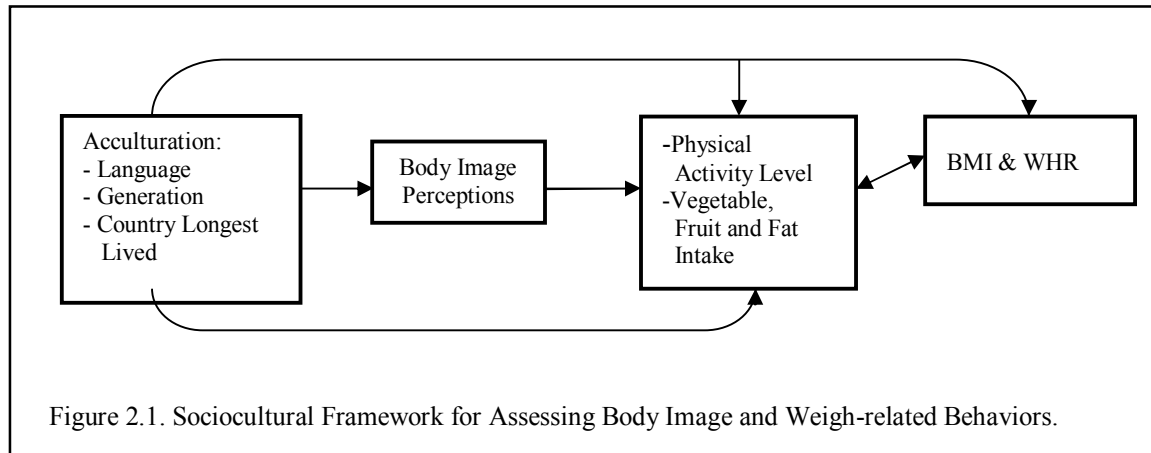 Acculturation:
- Language
- Generation
- Country Longest
Lived
Body Image
Perceptions
-Physical
Activity Level
-Vegetable,
Fruit and Fat
Intake
BMI & WHR
Figure 2.1. Sociocultural Framework for Assessing Body Image and Weigh-related Behaviors.